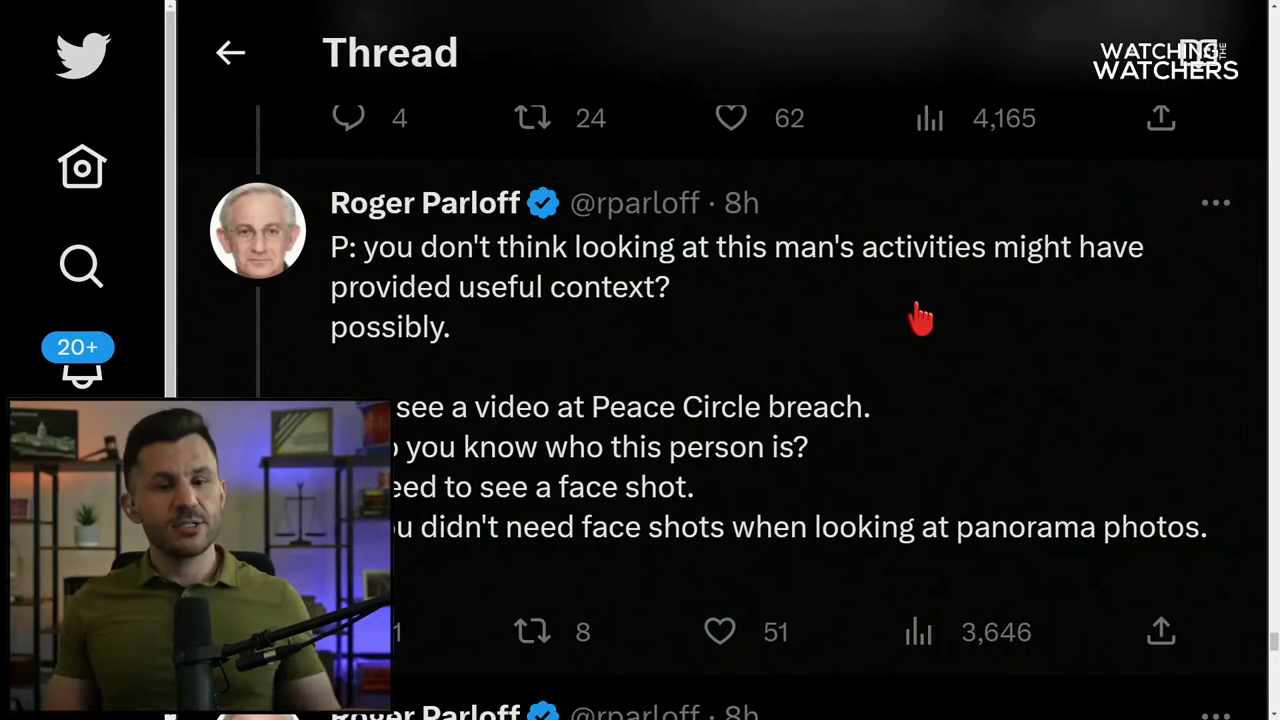 Thread
WATCHING THE
WATCHERS
4 24 62 4,165
Roger Parloff @rparloff · 8h
P: you don't think looking at this man's activities might have
provided useful context?
possibly.
20+
see a video at Peace Circle breach.
you know who this person is?
to see a face shot.
didn't need face shots when looking at panorama photos.
8 51 3,646
Roger Parloff @rparloff · 8h